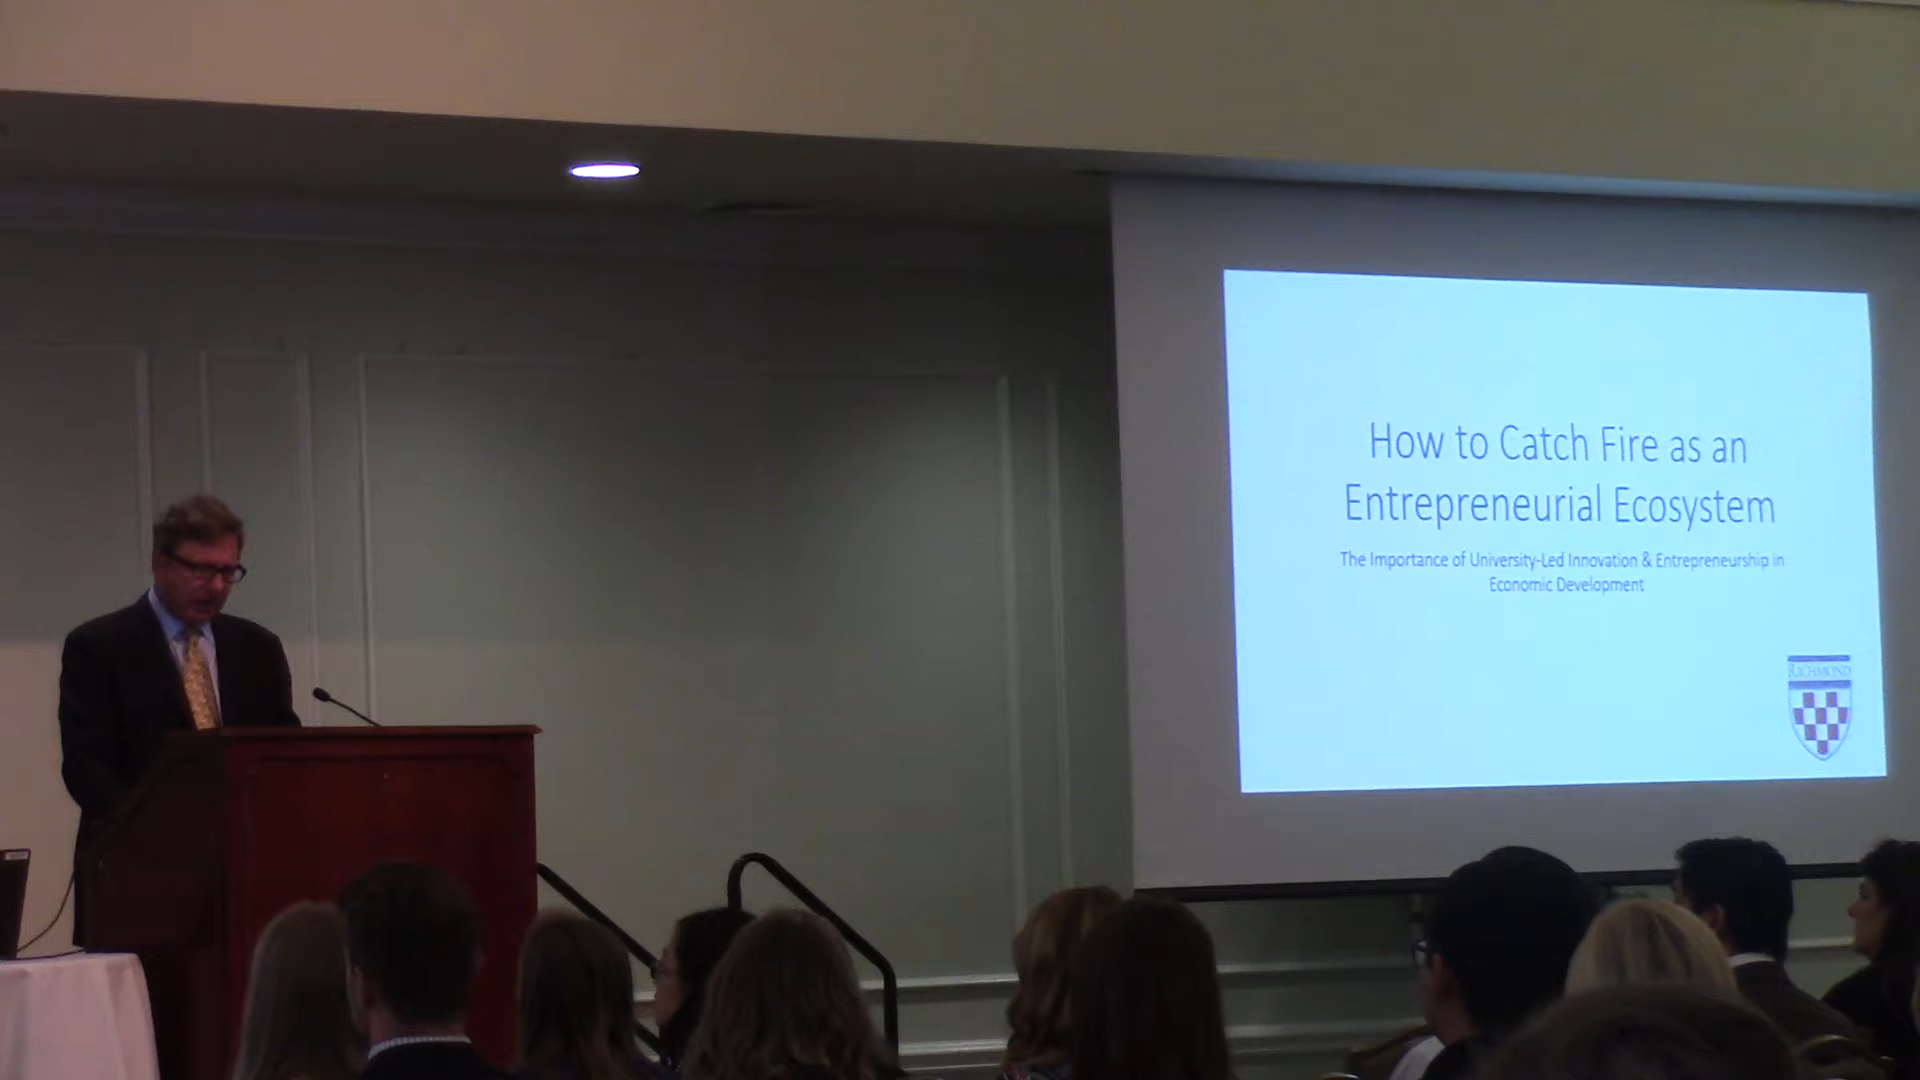 How to Catch Fire as an
Entrepreneurial Ecosystem
The Importance of University-Led Innovation & Entrepreneurship in
Economic Development
RICHMOND